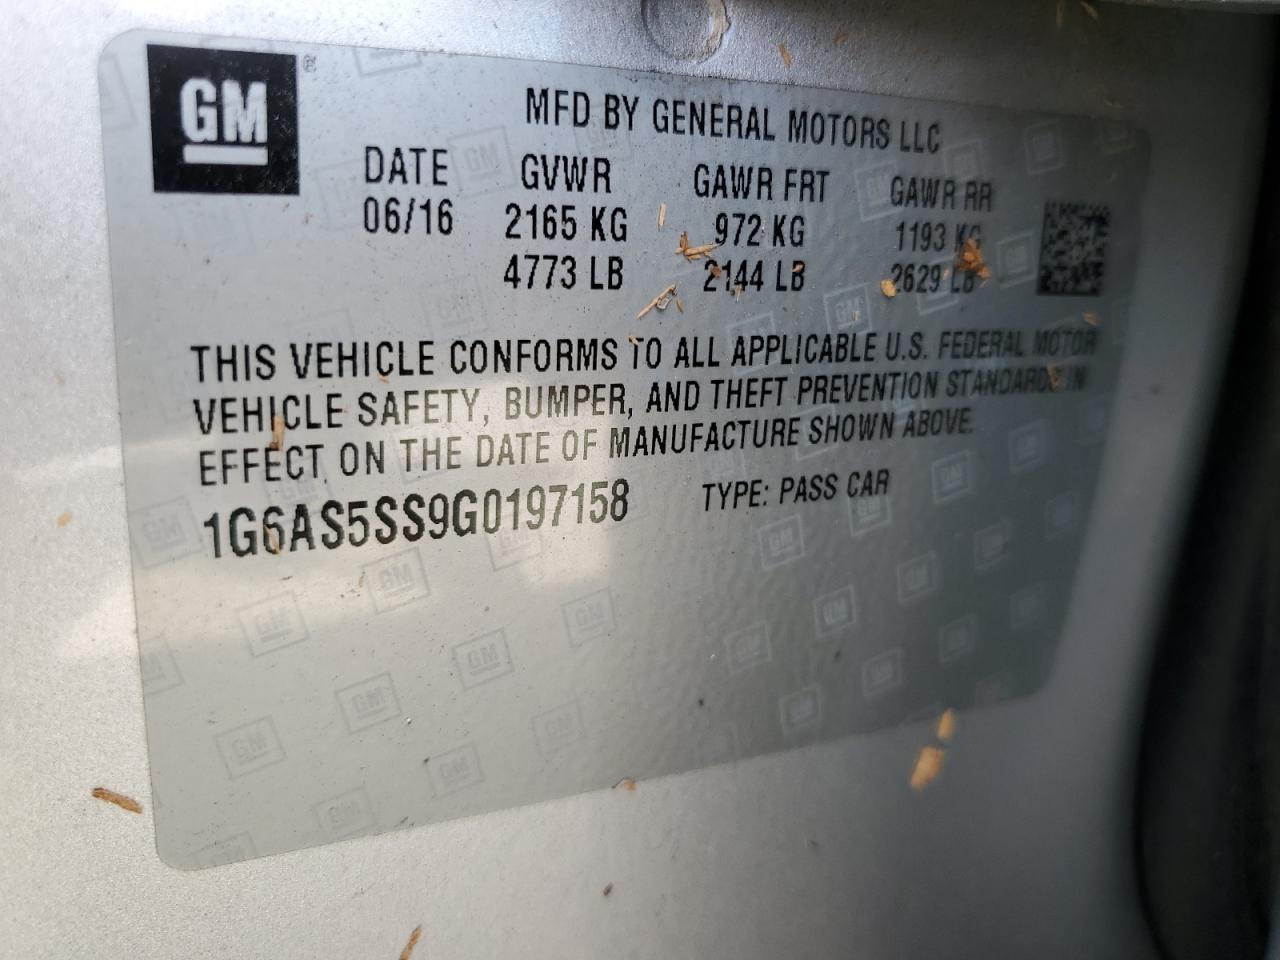 GM ®
MFD BY GENERAL MOTORS LLC
DATE GVWR GAWR FRT GAWR RR
06/16 2165 KG 972 KG 1193 KG
4773 LB 2144 LB 2629 LB
THIS VEHICLE CONFORMS TO ALL APPLICABLE U.S. FEDERAL MOTOR
VEHICLE SAFETY, BUMPER, AND THEFT PREVENTION STANDARDS IN
EFFECT ON THE DATE OF MANUFACTURE SHOWN ABOVE.
1G6AS5SS9G0197158 TYPE: PASS CAR